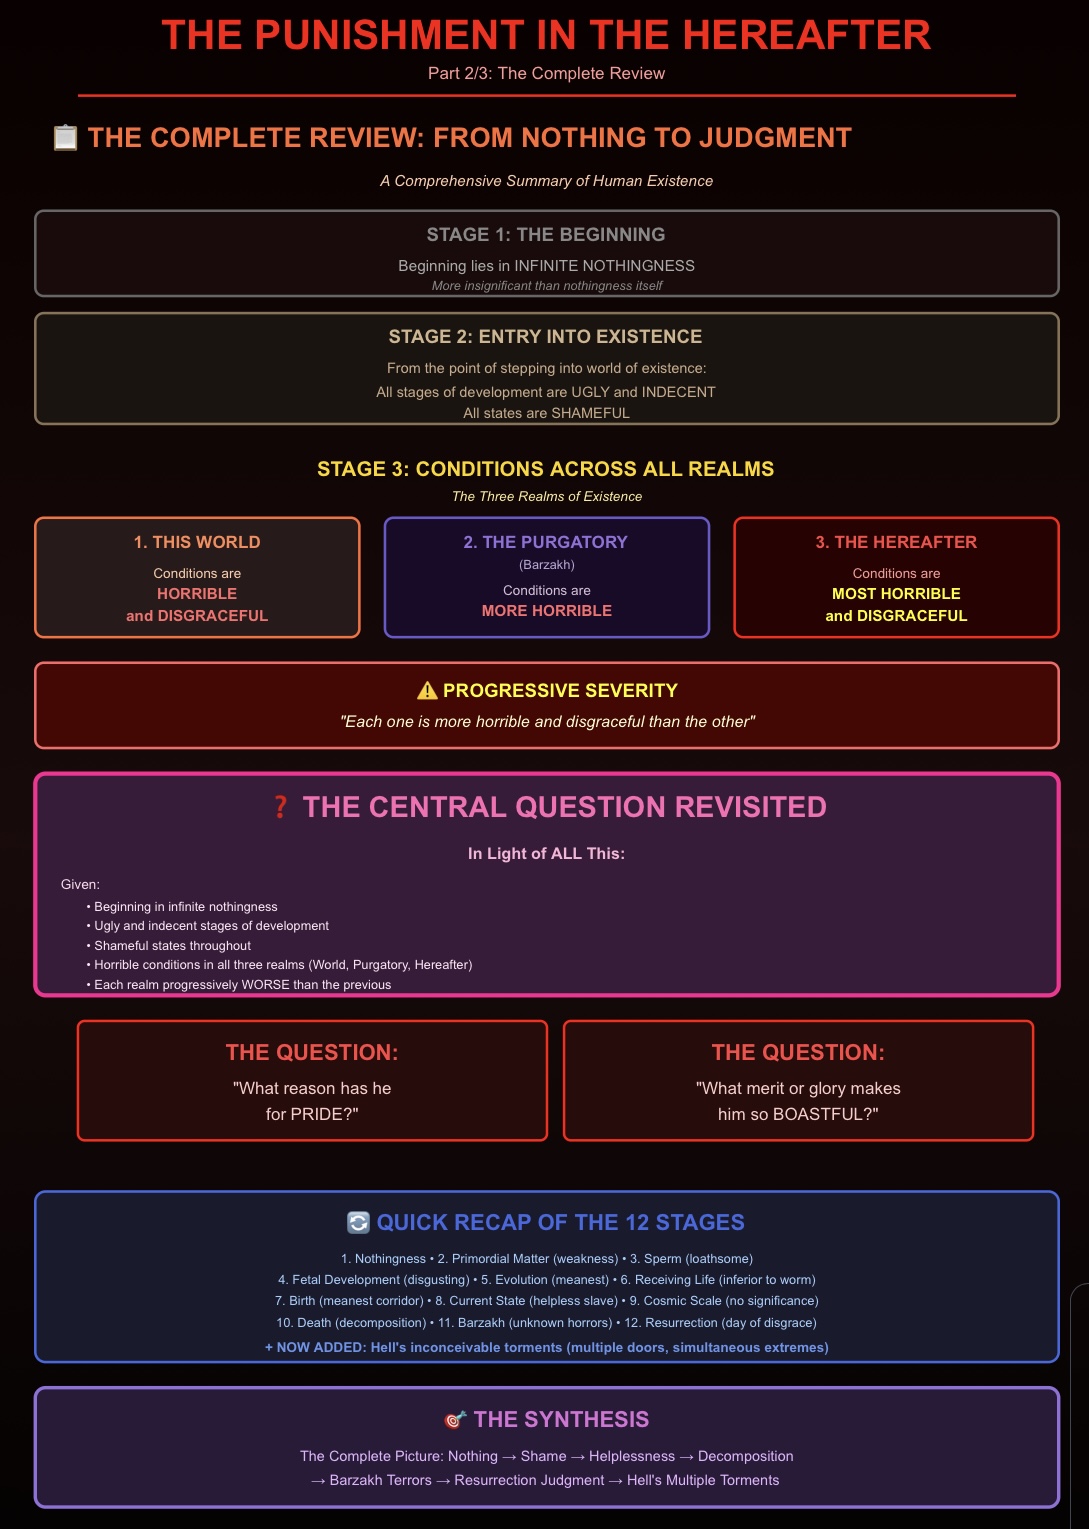 THE PUNISHMENT IN THE HEREAFTER
Part 2/3: The Complete Review
📋 THE COMPLETE REVIEW: FROM NOTHING TO JUDGMENT
A Comprehensive Summary of Human Existence
STAGE 1: THE BEGINNING
Beginning lies in INFINITE NOTHINGNESS
More insignificant than nothingness itself
STAGE 2: ENTRY INTO EXISTENCE
From the point of stepping into world of existence:
All stages of development are UGLY and INDECENT
All states are SHAMEFUL
STAGE 3: CONDITIONS ACROSS ALL REALMS
The Three Realms of Existence
1. THIS WORLD
Conditions are
HORRIBLE
and DISGRACEFUL
2. THE PURGATORY
(Barzakh)
Conditions are
MORE HORRIBLE
3. THE HEREAFTER
Conditions are
MOST HORRIBLE
and DISGRACEFUL
⚠️ PROGRESSIVE SEVERITY
"Each one is more horrible and disgraceful than the other"
❓ THE CENTRAL QUESTION REVISITED
In Light of ALL This:
Given:
• Beginning in infinite nothingness
• Ugly and indecent stages of development
• Shameful states throughout
• Horrible conditions in all three realms (World, Purgatory, Hereafter)
• Each realm progressively WORSE than the previous
THE QUESTION:
"What reason has he
for PRIDE?"
THE QUESTION:
"What merit or glory makes
him so BOASTFUL?"
🔄 QUICK RECAP OF THE 12 STAGES
1. Nothingness • 2. Primordial Matter (weakness) • 3. Sperm (loathsome)
4. Fetal Development (disgusting) • 5. Evolution (meanest) • 6. Receiving Life (inferior to worm)
7. Birth (meanest corridor) • 8. Current State (helpless slave) • 9. Cosmic Scale (no significance)
10. Death (decomposition) • 11. Barzakh (unknown horrors) • 12. Resurrection (day of disgrace)
+ NOW ADDED: Hell's inconceivable torments (multiple doors, simultaneous extremes)
🎯 THE SYNTHESIS
The Complete Picture: Nothing → Shame → Helplessness → Decomposition
→ Barzakh Terrors → Resurrection Judgment → Hell's Multiple Torments